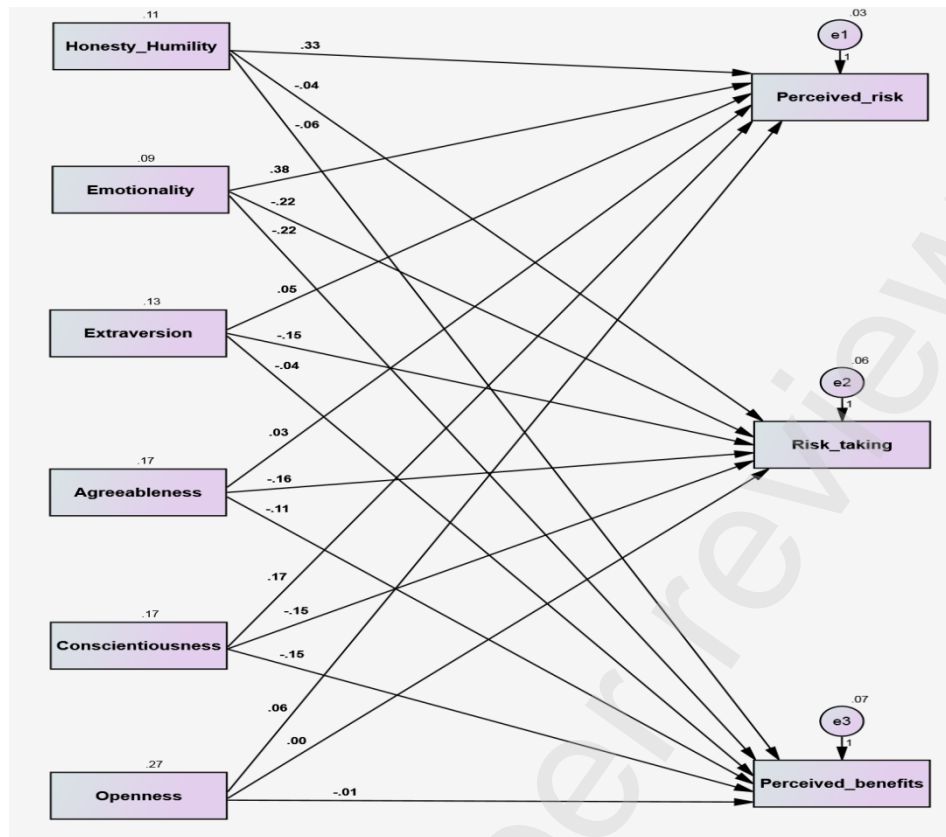 .11
Honesty_Humility
.33
-.04
-.06
.03
e1
1
Perceived_risk
.09
Emotionality
.38
-.22
-.22
.13
Extraversion
.05
-.15
-.04
.06
e2
1
Risk_taking
.17
Agreeableness
.03
-.16
-.11
.17
Conscientiousness
.17
-.15
-.15
.07
e3
1
Perceived_benefits
.27
Openness
.06
.00
-.01
er review